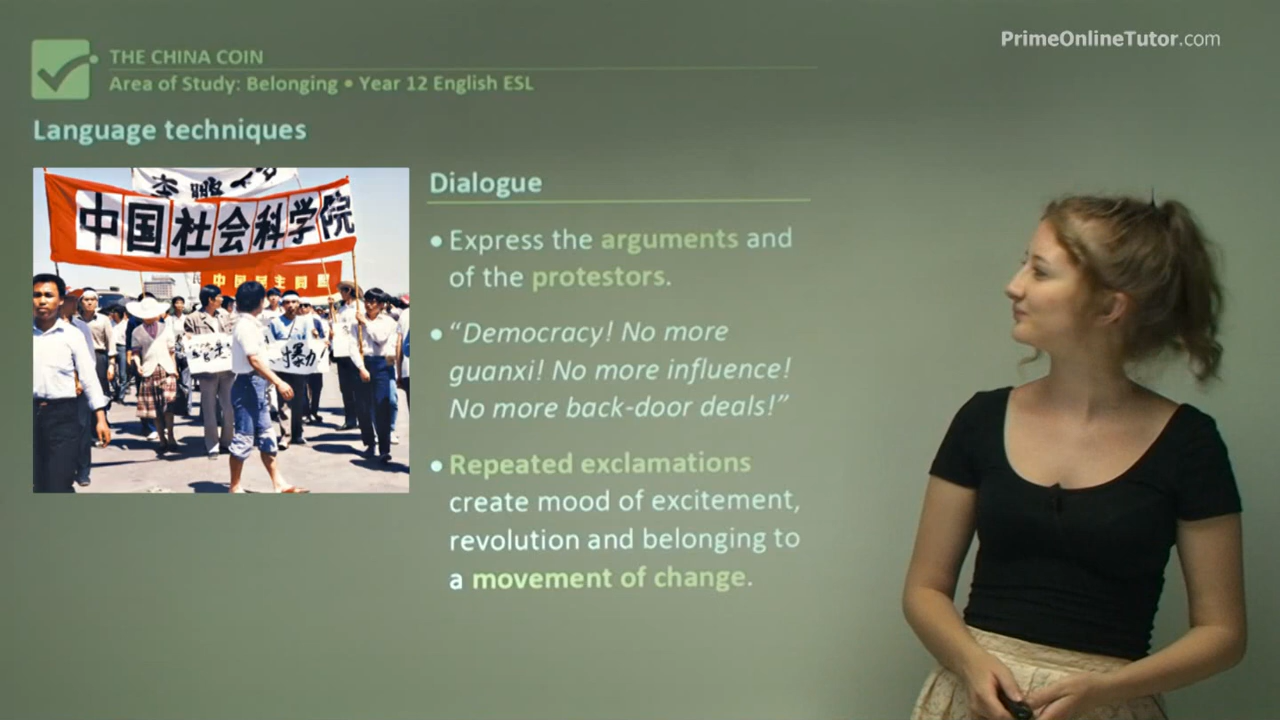 PrimeOnlineTutor.com
THE CHINA COIN
Area of Study: Belonging • Year 12 English ESL
Language techniques
中国社会科学院
Dialogue
• Express the arguments and
of the protestors.
• “Democracy! No more
guanxi! No more influence!
No more back-door deals!”
• Repeated exclamations
create mood of excitement,
revolution and belonging to
a movement of change.